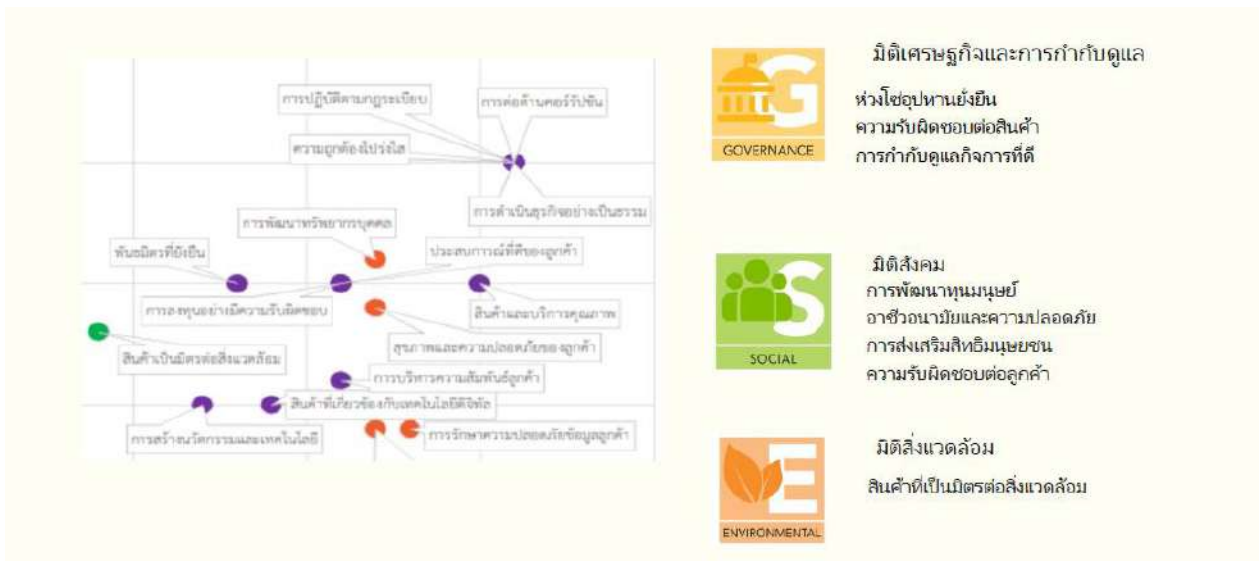 การปฏิบัติตามกฎระเบียบ
การต่อต้านคอร์รัปชัน
ความถูกต้องโปร่งใส
การดำเนินธุรกิจอย่างเป็นธรรม
การพัฒนาทรัพยากรบุคคล
พันธมิตรที่ยั่งยืน
ประสบการณ์ที่ดีของลูกค้า
การลงทุนอย่างมีความรับผิดชอบ
สินค้าและบริการคุณภาพ
สินค้าเป็นมิตรต่อสิ่งแวดล้อม
สุขภาพและความปลอดภัยของลูกค้า
การบริหารความสัมพันธ์ลูกค้า
สินค้าที่เกี่ยวข้องกับเทคโนโลยีดิจิทัล
การสร้างนวัตกรรมและเทคโนโลยี
การรักษาความปลอดภัยข้อมูลลูกค้า
G
GOVERNANCE
มิติเศรษฐกิจและการกำกับดูแล
ห่วงโซ่อุปทานยั่งยืน
ความรับผิดชอบต่อสินค้า
การกำกับดูแลกิจการที่ดี
S
SOCIAL
มิติสังคม
การพัฒนาทุนมนุษย์
อาชีวอนามัยและความปลอดภัย
การส่งเสริมสิทธิมนุษยชน
ความรับผิดชอบต่อลูกค้า
E
ENVIRONMENTAL
มิติสิ่งแวดล้อม
สินค้าที่เป็นมิตรต่อสิ่งแวดล้อม